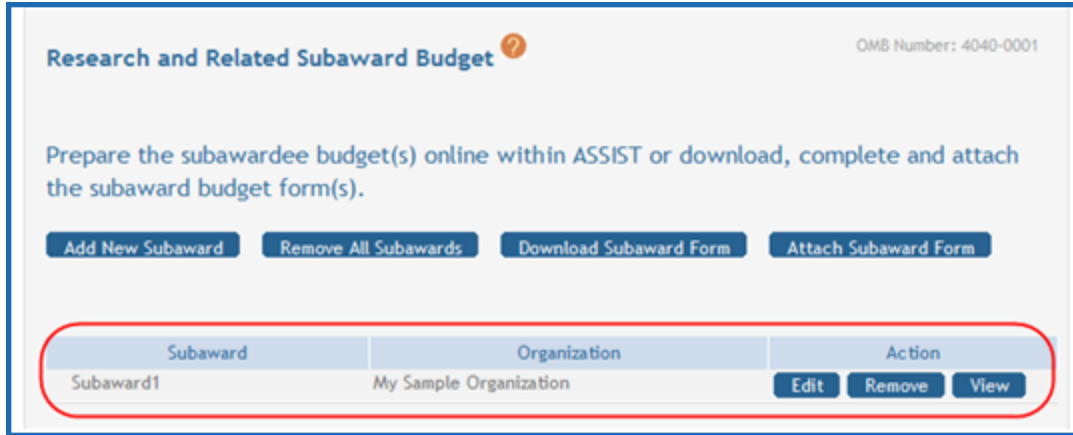 Research and Related Subaward Budget ?
OMB Number: 4040-0001
Prepare the subawardee budget(s) online within ASSIST or download, complete and attach
the subaward budget form(s).
Add New Subaward Remove All Subawards Download Subaward Form Attach Subaward Form
Subaward Organization Action
Subaward1 My Sample Organization Edit Remove View